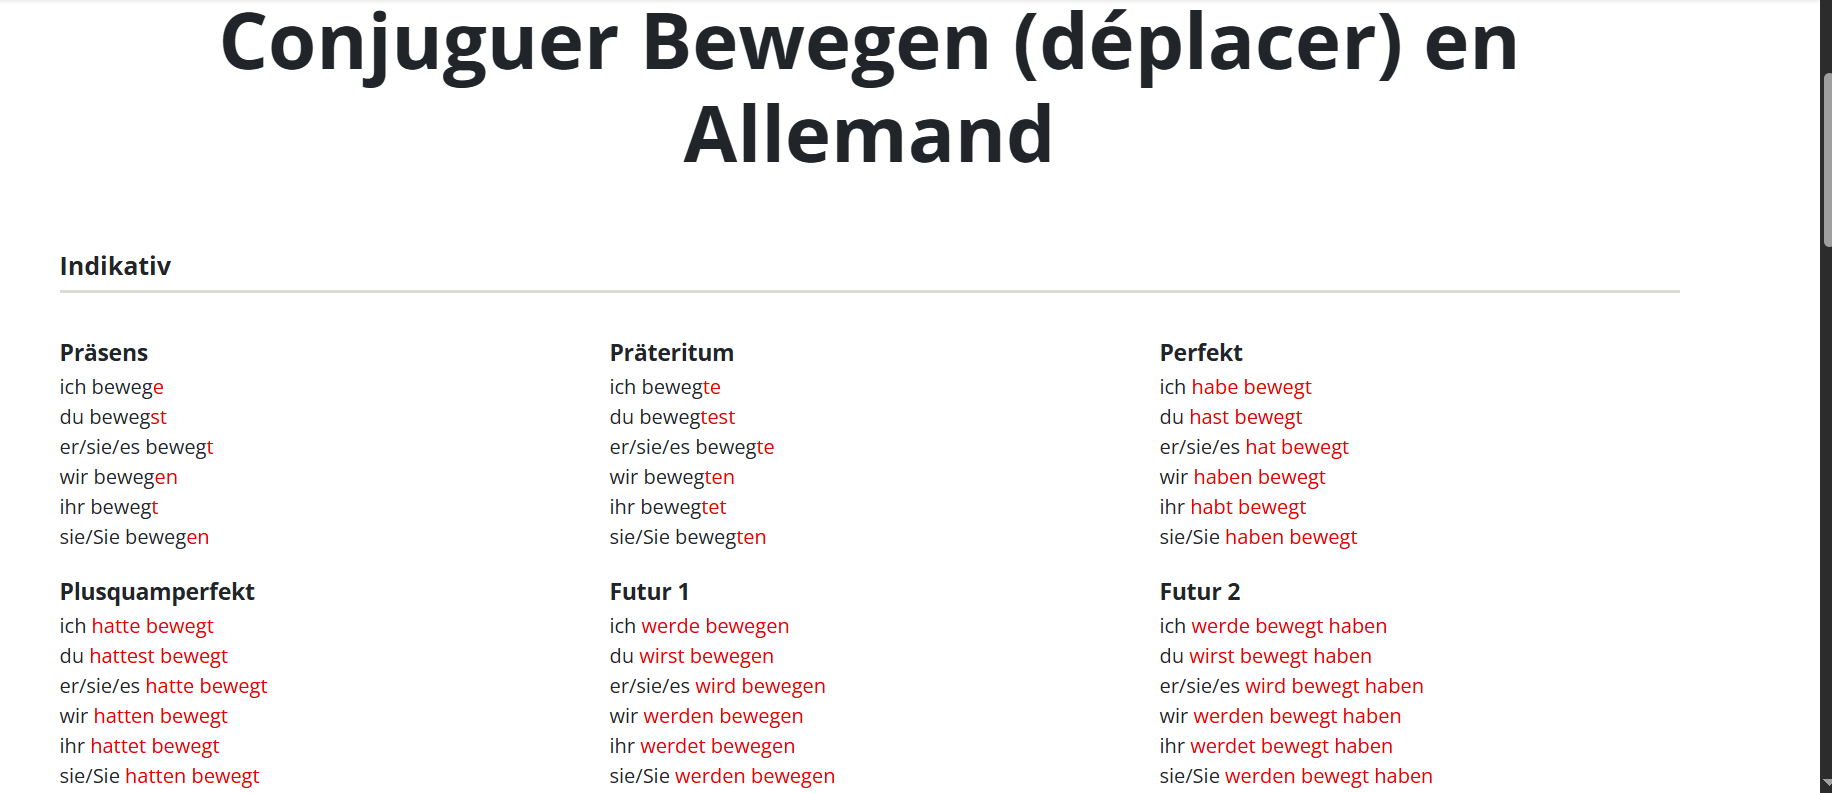 Conjuguer Bewegen (déplacer) en
Allemand
Indikativ
Präsens
ich bewege
du bewegst
er/sie/es bewegt
wir bewegen
ihr bewegt
sie/Sie bewegen
Präteritum
ich bewegte
du bewegtest
er/sie/es bewegte
wir bewegten
ihr bewegtet
sie/Sie bewegten
Perfekt
ich habe bewegt
du hast bewegt
er/sie/es hat bewegt
wir haben bewegt
ihr habt bewegt
sie/Sie haben bewegt
Plusquamperfekt
ich hatte bewegt
du hattest bewegt
er/sie/es hatte bewegt
wir hatten bewegt
ihr hattet bewegt
sie/Sie hatten bewegt
Futur 1
ich werde bewegen
du wirst bewegen
er/sie/es wird bewegen
wir werden bewegen
ihr werdet bewegen
sie/Sie werden bewegen
Futur 2
ich werde bewegt haben
du wirst bewegt haben
er/sie/es wird bewegt haben
wir werden bewegt haben
ihr werdet bewegt haben
sie/Sie werden bewegt haben